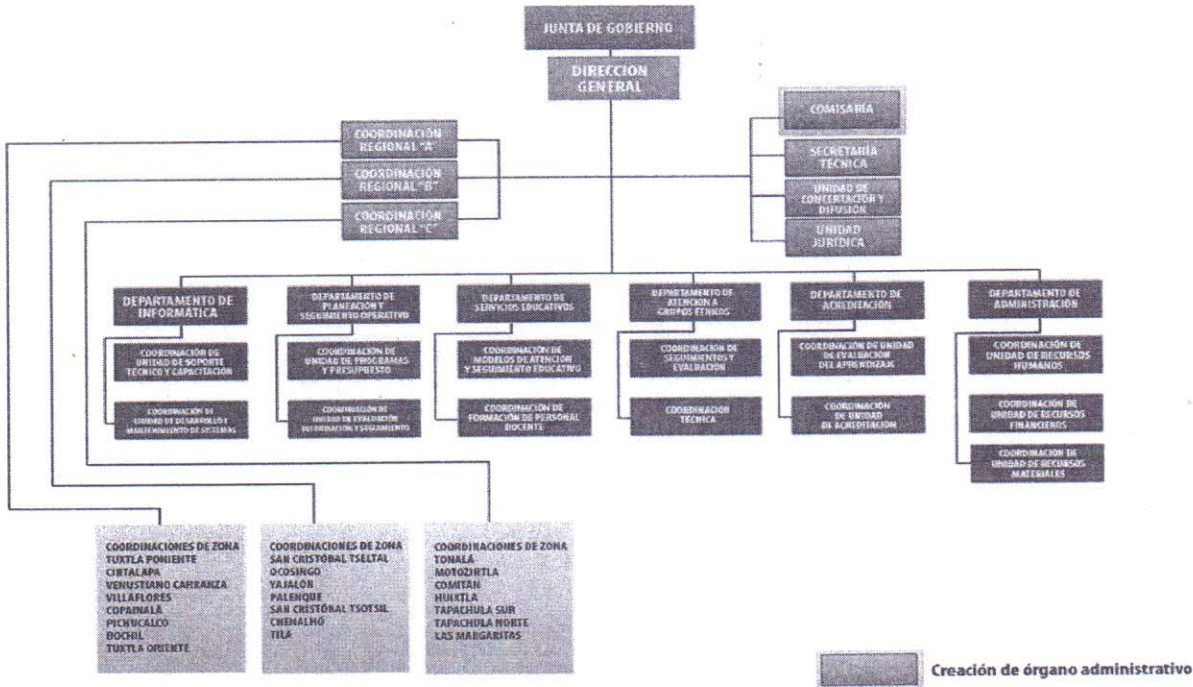 JUNTA DE GOBIERNO
DIRECCION
GENERAL
COMISARÍA
COORDINACIÓN
REGIONAL "A"
SECRETARÍA
TÉCNICA
COORDINACIÓN
REGIONAL "B"
UNIDAD DE
CONCERTACIÓN Y
DIFUSIÓN
COORDINACIÓN
REGIONAL "C"
UNIDAD
JURÍDICA
DEPARTAMENTO DE
INFORMÁTICA
DEPARTAMENTO DE
PLANEACIÓN Y
SEGUIMIENTO OPERATIVO
DEPARTAMENTO DE
SERVICIOS EDUCATIVOS
DEPARTAMENTO DE
ATENCIÓN A
GRUPOS ÉTNICOS
DEPARTAMENTO DE
ACREDITACIÓN
DEPARTAMENTO
DE ADMINISTRACIÓN
COORDINACIÓN DE
UNIDAD DE SOPORTE
TÉCNICO Y CAPACITACIÓN
COORDINACIÓN DE
UNIDAD DE PROGRAMAS
Y PRESUPUESTO
COORDINACIÓN DE
MODELOS DE ATENCIÓN
Y SEGUIMIENTO EDUCATIVO
COORDINACION DE
SEGUIMIENTOS Y
EVALUACIÓN
COORDINACIÓN DE UNIDAD
DE EVALUACIÓN
DEL APRENDIZAJE
COORDINACIÓN DE
UNIDAD DE RECURSOS
HUMANOS
COORDINACIÓN DE
UNIDAD DE DESARROLLO Y
MANTENIMIENTO DE SISTEMAS
COORDINACIÓN DE
UNIDAD DE EVALUACIÓN
INFORMACIÓN Y SEGUIMIENTO
COORDINACIÓN DE
FORMACIÓN DE PERSONAL
DOCENTE
COORDINACIÓN
TÉCNICA
COORDINACIÓN
DE UNIDAD
DE ACREDITACIÓN
COORDINACIÓN DE
UNIDAD DE RECURSOS
FINANCIEROS
COORDINACIÓN DE
UNIDAD DE RECURSOS
MATERIALES
COORDINACIONES DE ZONA
TUXTLA PONIENTE
CINTALAPA
VENUSTIANO CARRANZA
VILLAFLORES
COPAINALÁ
PICHUCALCO
BOCHIL
TUXTLA ORIENTE
COORDINACIONES DE ZONA
SAN CRISTÓBAL TSELTAL
OCOSINGO
YAJALÓN
PALENQUE
SAN CRISTÓBAL TSOTSIL
CHENALHÓ
TILA
COORDINACIONES DE ZONA
TONALÁ
MOTOZINTLA
COMITÁN
HUIXTLA
TAPACHULA SUR
TAPACHULA NORTE
LAS MARGARITAS
Creación de órgano administrativo